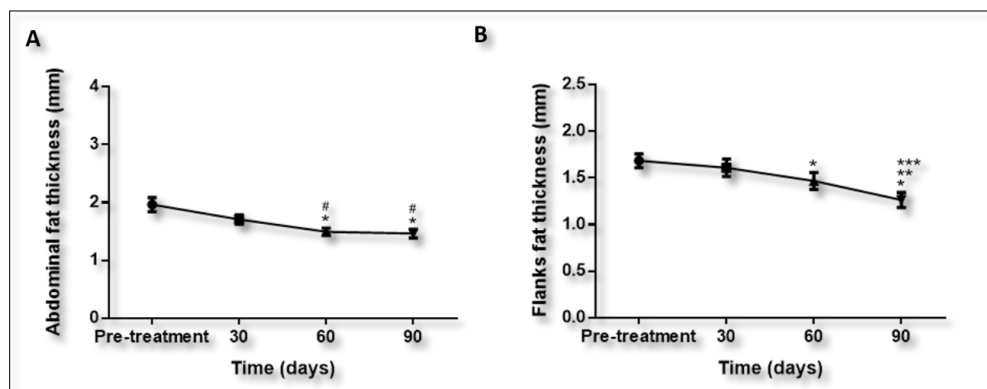 A
Abdominal fat thickness (mm)
4
3
2
1
0
#
*
#
*
Pre-treatment 30 60 90
Time (days)
B
Flanks fat thickness (mm)
2.5
2.0
1.5
1.0
0.5
0.0
*
***
**
*
Pre-treatment 30 60 90
Time (days)